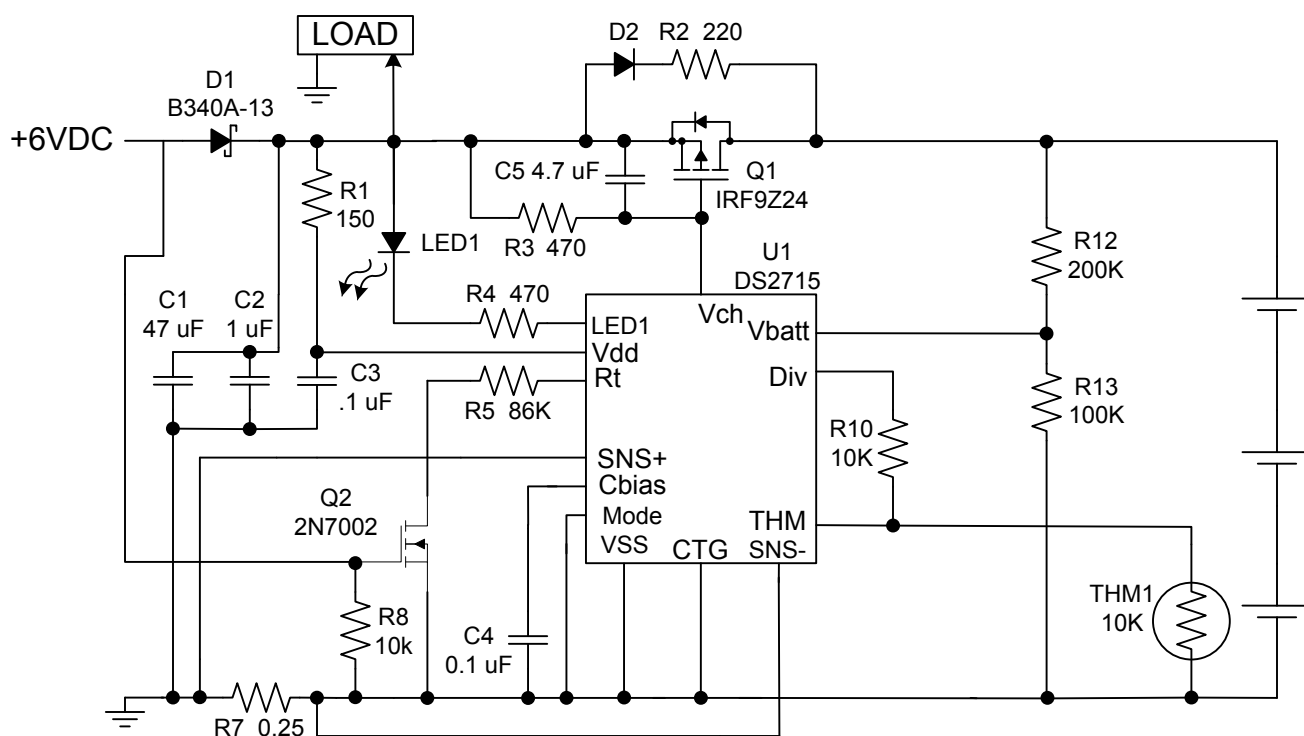 LOAD
D2
R2 220
D1
B340A-13
+6VDC
C5 4.7 uF
Q1
IRF9Z24
R1
150
LED1
R3 470
R12
200K
U1
DS2715
C1
47 uF
C2
1 uF
R4 470
LED1
Vch
Vbatt
Vdd
Rt
Div
C3
.1 uF
R5 86K
R13
100K
R10
10K
SNS+
Cbias
Mode
VSS
CTG
THM
SNS-
Q2
2N7002
R8
10k
C4
0.1 uF
THM1
10K
R7 0.25